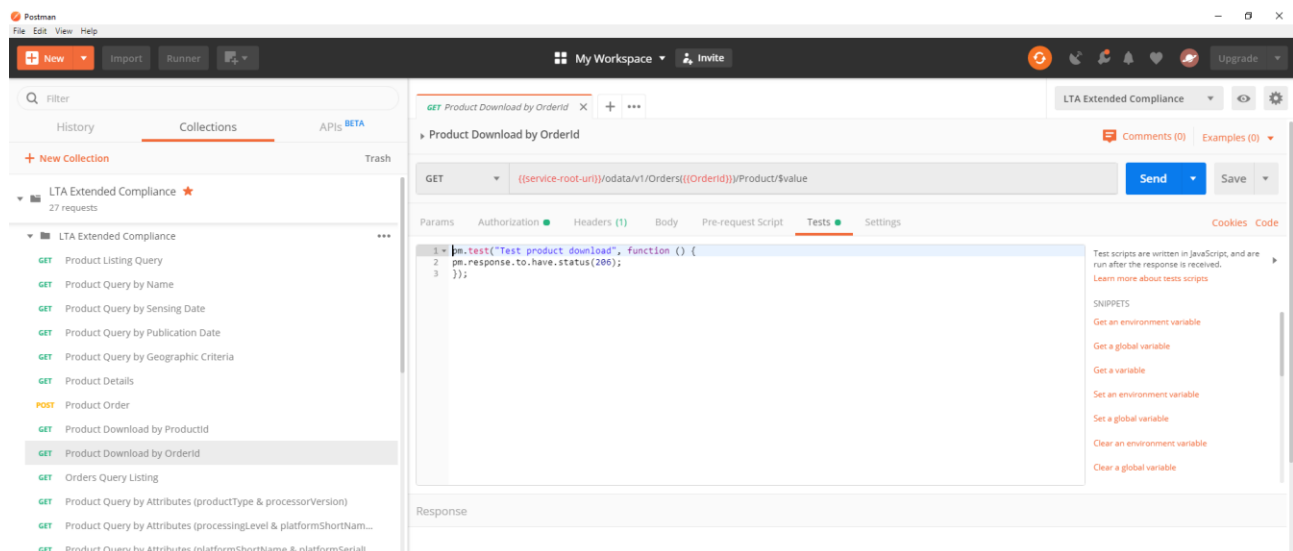 Postman
File Edit View Help
New
Import
Runner
My Workspace
Invite
Upgrade
Filter
History
Collections
APIs BETA
+ New Collection
Trash
LTA Extended Compliance
27 requests
LTA Extended Compliance
GET Product Listing Query
GET Product Query by Name
GET Product Query by Sensing Date
GET Product Query by Publication Date
GET Product Query by Geographic Criteria
GET Product Details
POST Product Order
GET Product Download by ProductId
GET Product Download by OrderId
GET Orders Query Listing
GET Product Query by Attributes (productType & processorVersion)
GET Product Query by Attributes (processingLevel & platformShortNam...
GET Product Query by Attributes (platformShortName & platformSerialI
GET Product Download by OrderId
LTA Extended Compliance
Product Download by OrderId
Comments (0)
Examples (0)
GET
{{service-root-uri}}/odata/v1/Orders({{OrderId}})/Product/$value
Send
Save
Params
Authorization
Headers (1)
Body
Pre-request Script
Tests
Settings
Cookies Code
1 pm.test("Test product download", function () {
2 pm.response.to.have.status(206);
3 });
Test scripts are written in JavaScript, and are
run after the response is received.
Learn more about tests scripts
SNIPPETS
Get an environment variable
Get a global variable
Get a variable
Set an environment variable
Set a global variable
Clear an environment variable
Clear a global variable
Response